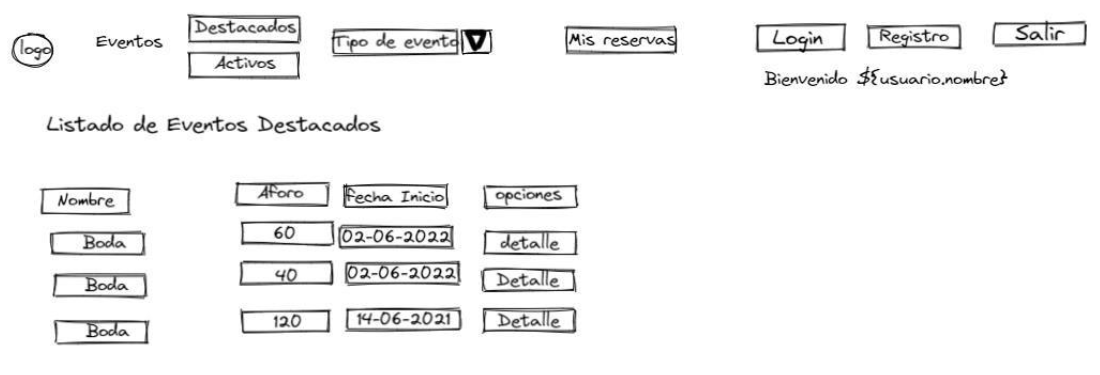 logo Eventos Destacados Tipo de evento Mis reservas Login Registro Salir
Activos
Bienvenido ${usuario.nombre}
Listado de Eventos Destacados
Nombre Aforo fecha Inicio opciones
Boda 60 02-06-2022 detalle
Boda 40 02-06-2022 Detalle
Boda 120 14-06-2021 Detalle